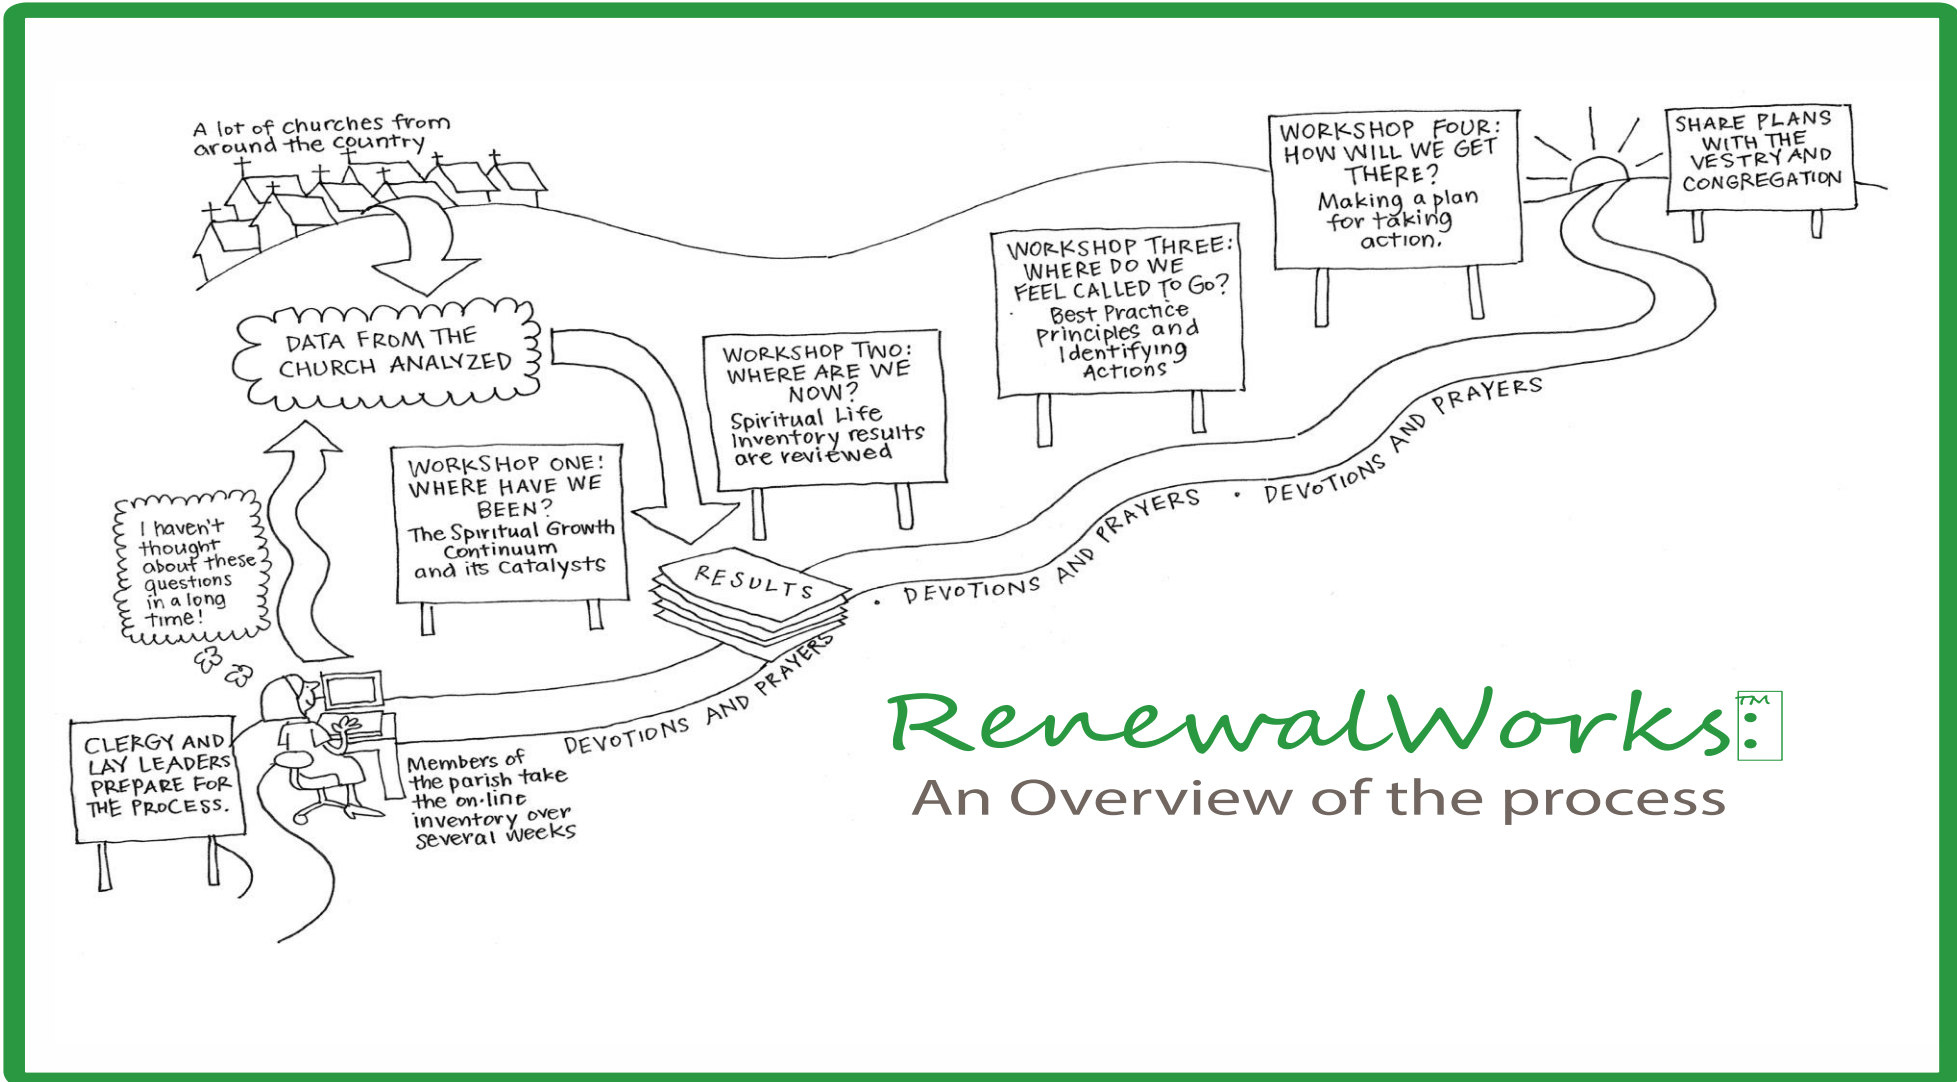 A lot of churches from
around the country
DATA FROM THE
CHURCH ANALYZED
I haven't
thought
about these
questions
in a long
time!
CLERGY AND
LAY LEADERS
PREPARE FOR
THE PROCESS.
Members of
the parish take
the on-line
inventory over
several weeks
WORKSHOP ONE:
WHERE HAVE WE
BEEN?
The Spiritual Growth
Continuum
and its Catalysts
RESULTS
WORKSHOP TWO:
WHERE ARE WE
NOW?
Spiritual Life
Inventory results
are reviewed
WORKSHOP THREE:
WHERE DO WE
FEEL CALLED TO GO?
Best Practice
Principles and
Identifying
Actions
WORKSHOP FOUR:
HOW WILL WE GET
THERE?
Making a plan
for taking
action.
SHARE PLANS
WITH THE
VESTRY AND
CONGREGATION
DEVOTIONS AND PRAYERS · DEVOTIONS AND PRAYERS · DEVOTIONS AND PRAYERS
RenewalWorks:™
An Overview of the process